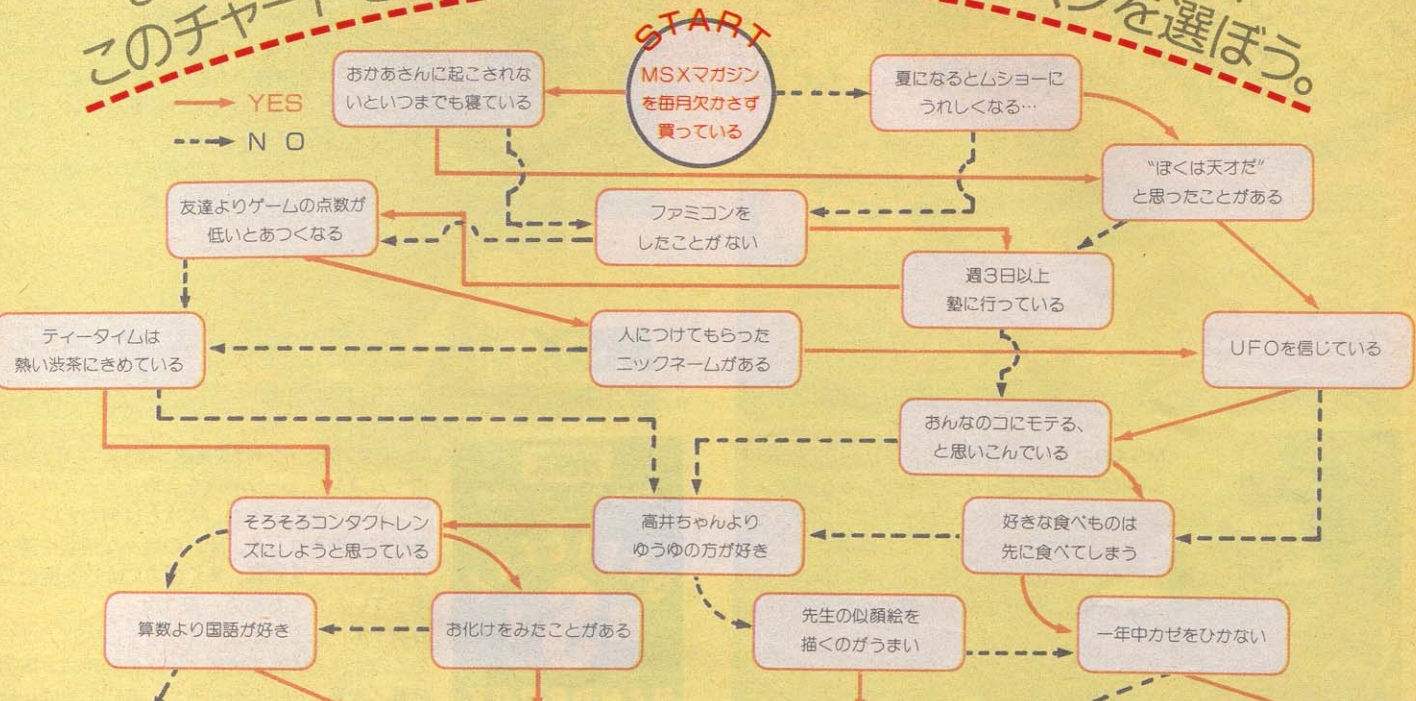 このチャート
ンを選ぼう。
START
MSXマガジン
を毎月欠かさず
買っている
YES
NO
おかあさんに起こされな
いといつまでも寝ている
夏になるとムショーに
うれしくなる…
“ぼくは天才だ”
と思ったことがある
友達よりゲームの点数が
低いとあつくなる
ファミコンを
したことがない
週3日以上
塾に行っている
ティータイムは
熱い渋茶にきめている
人につけてもらった
ニックネームがある
UFOを信じている
おんなのコにモテる、
と思いこんでいる
そろそろコンタクトレン
ズにしようと思っている
高井ちゃんより
ゆうゆの方が好き
好きな食べものは
先に食べてしまう
算数より国語が好き
お化けをみたことがある
先生の似顔絵を
描くのがうまい
一年中カゼをひかない